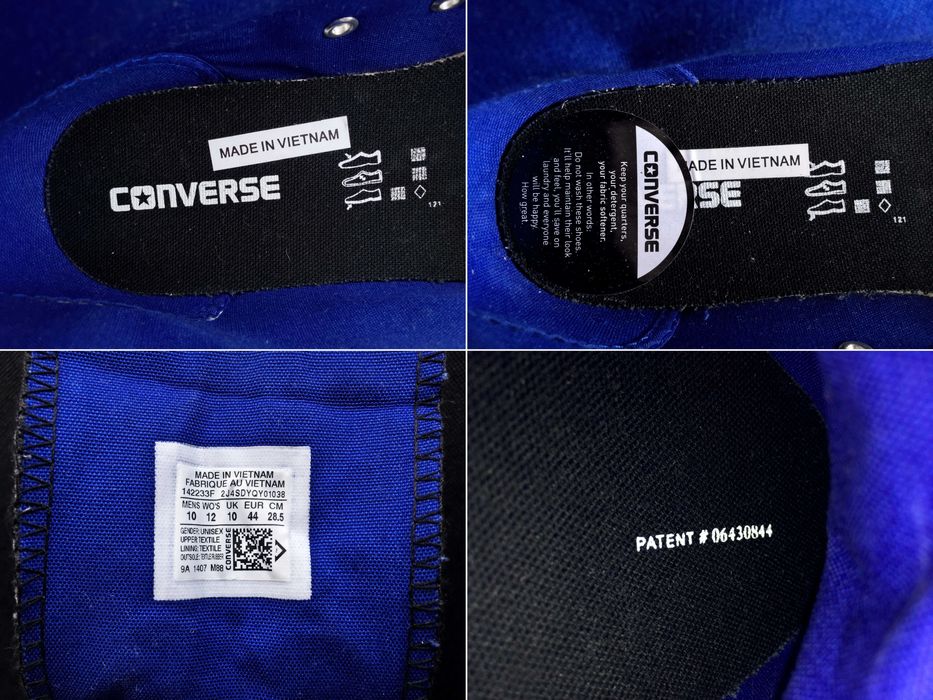 MADE IN VIETNAM
CONVERSE
121
Keep your quarters,
your detergent,
your fabric softener.
In other words:
Do not wash these shoes.
It'll help maintain their look
and feel, you'll save on
laundry and everyone
will be happy.
How great.
CONVERSE
MADE IN VIETNAM
RSE
121
MADE IN VIETNAM
FABRIQUE AU VIETNAM
142233F 2J4SDYQY01038
MENS WO'S UK EUR CM
10 12 10 44 28.5
GENDER: UNISEX
UPPER:TEXTILE
LINING:TEXTILE
OUTSOLE: TEXTILE/RUBBER
CONVERSE
9A 1407 M88
PATENT # 06430844